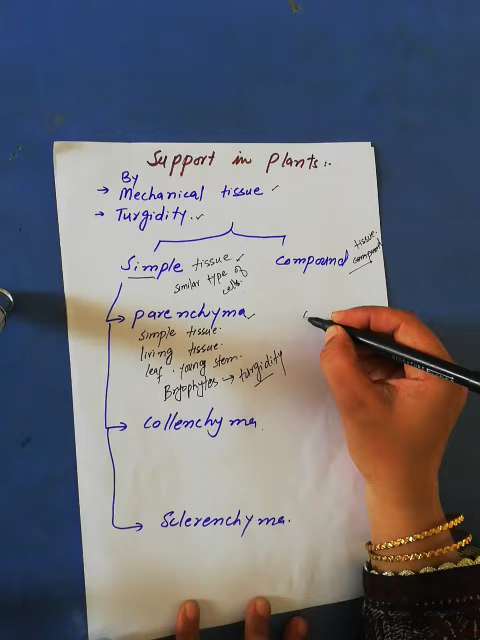 Support in Plants:-
By
→ Mechanical tissue ✓
→ Turgidity ✓
Simple tissue ✓
similar type of
cells.
compound
tissue
compound
parenchyma
simple tissue.
living tissue.
leaf. young stem.
Bryophytes → turgidity
collenchyma.
Sclerenchyma.